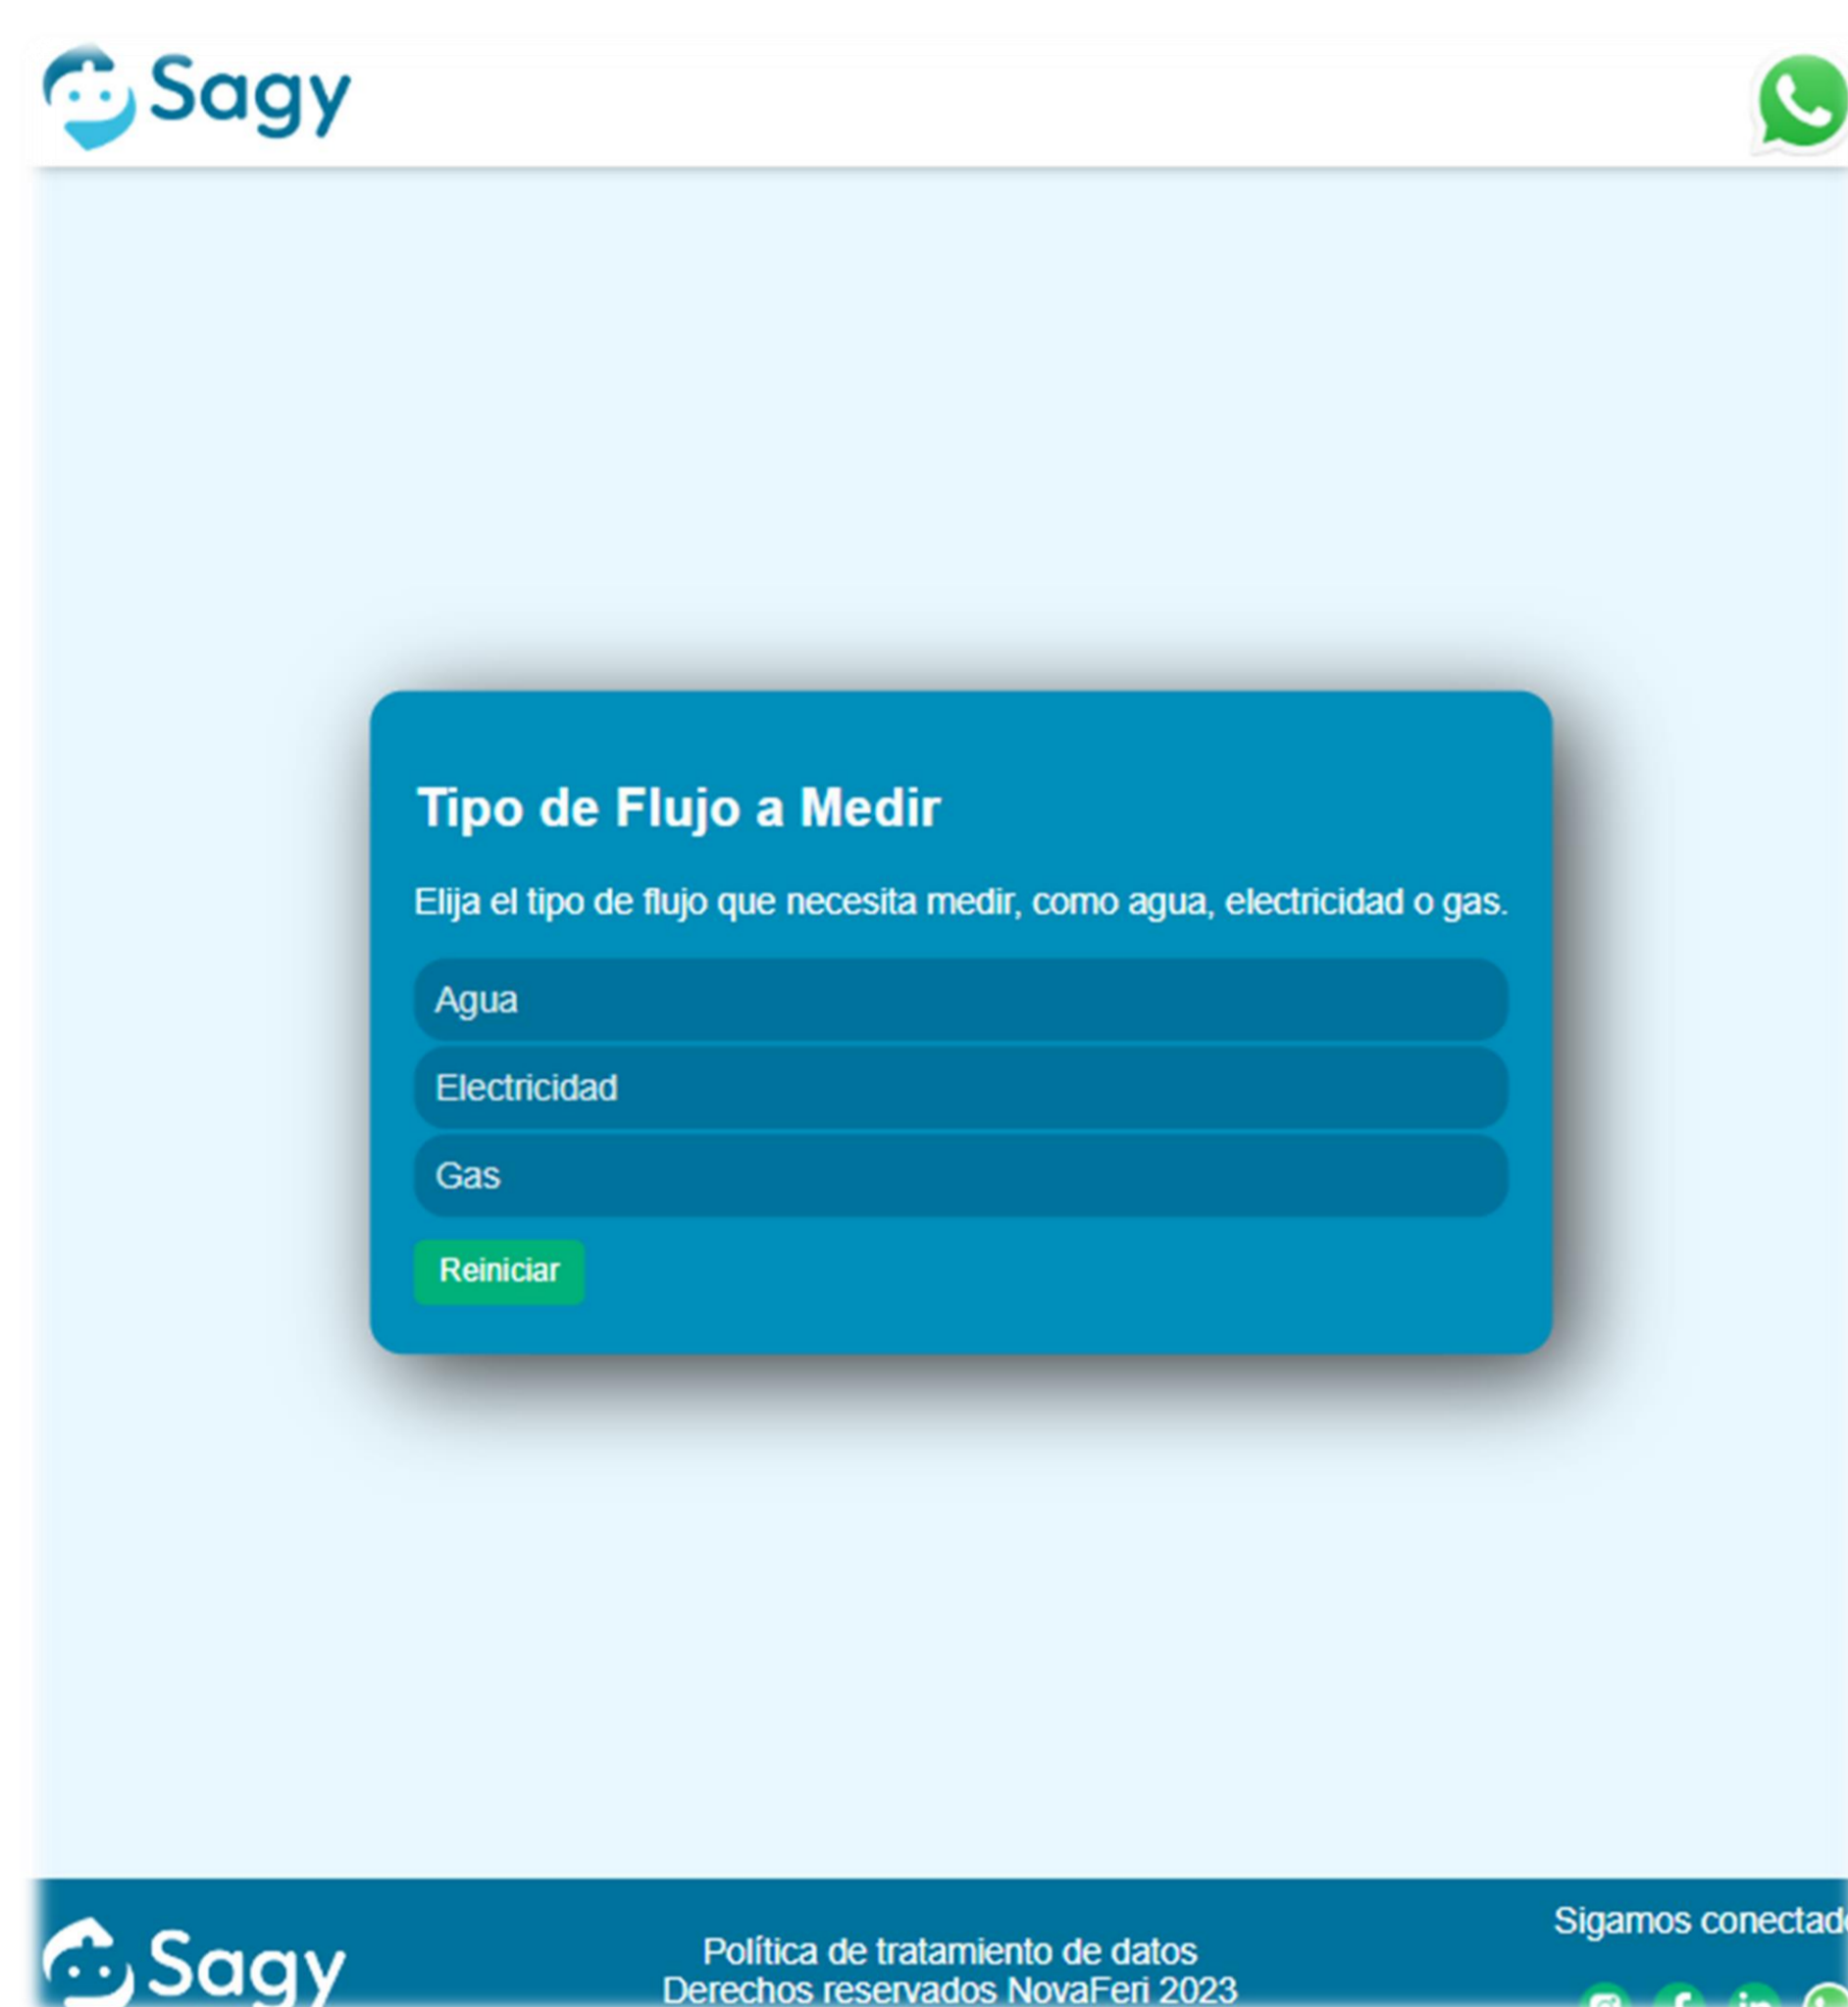 Sagy
Tipo de Flujo a Medir
Elija el tipo de flujo que necesita medir, como agua, electricidad o gas.
Agua
Electricidad
Gas
Reiniciar
Sagy
Política de tratamiento de datos
Derechos reservados NovaFeri 2023
Sigamos